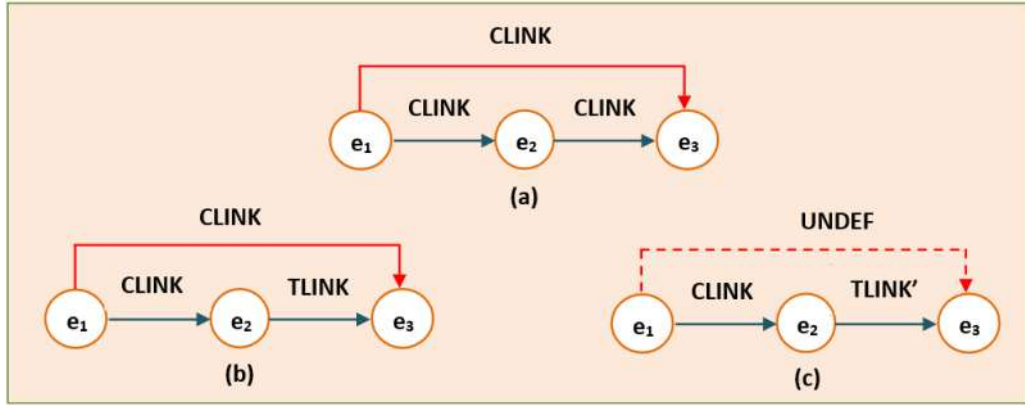 CLINK
CLINK CLINK
e₁ e₂ e₃
(a)
CLINK UNDEF
CLINK TLINK CLINK TLINK’
e₁ e₂ e₃ e₁ e₂ e₃
(b) (c)